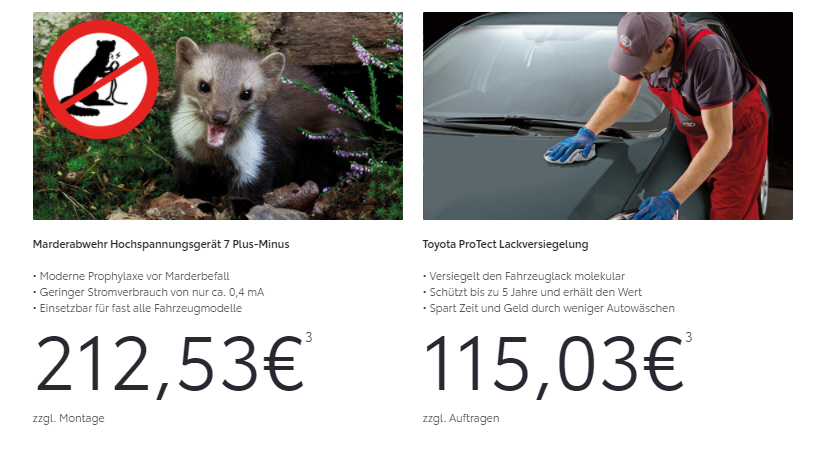 Marderabwehr Hochspannungsgerät 7 Plus-Minus
• Moderne Prophylaxe vor Marderbefall
• Geringer Stromverbrauch von nur ca. 0,4 mA
• Einsetzbar für fast alle Fahrzeugmodelle
212,53€3
zzgl. Montage
Toyota ProTect Lackversiegelung
• Versiegelt den Fahrzeuglack molekular
• Schützt bis zu 5 Jahre und erhält den Wert
• Spart Zeit und Geld durch weniger Autowäschen
115,03€3
zzgl. Auftragen